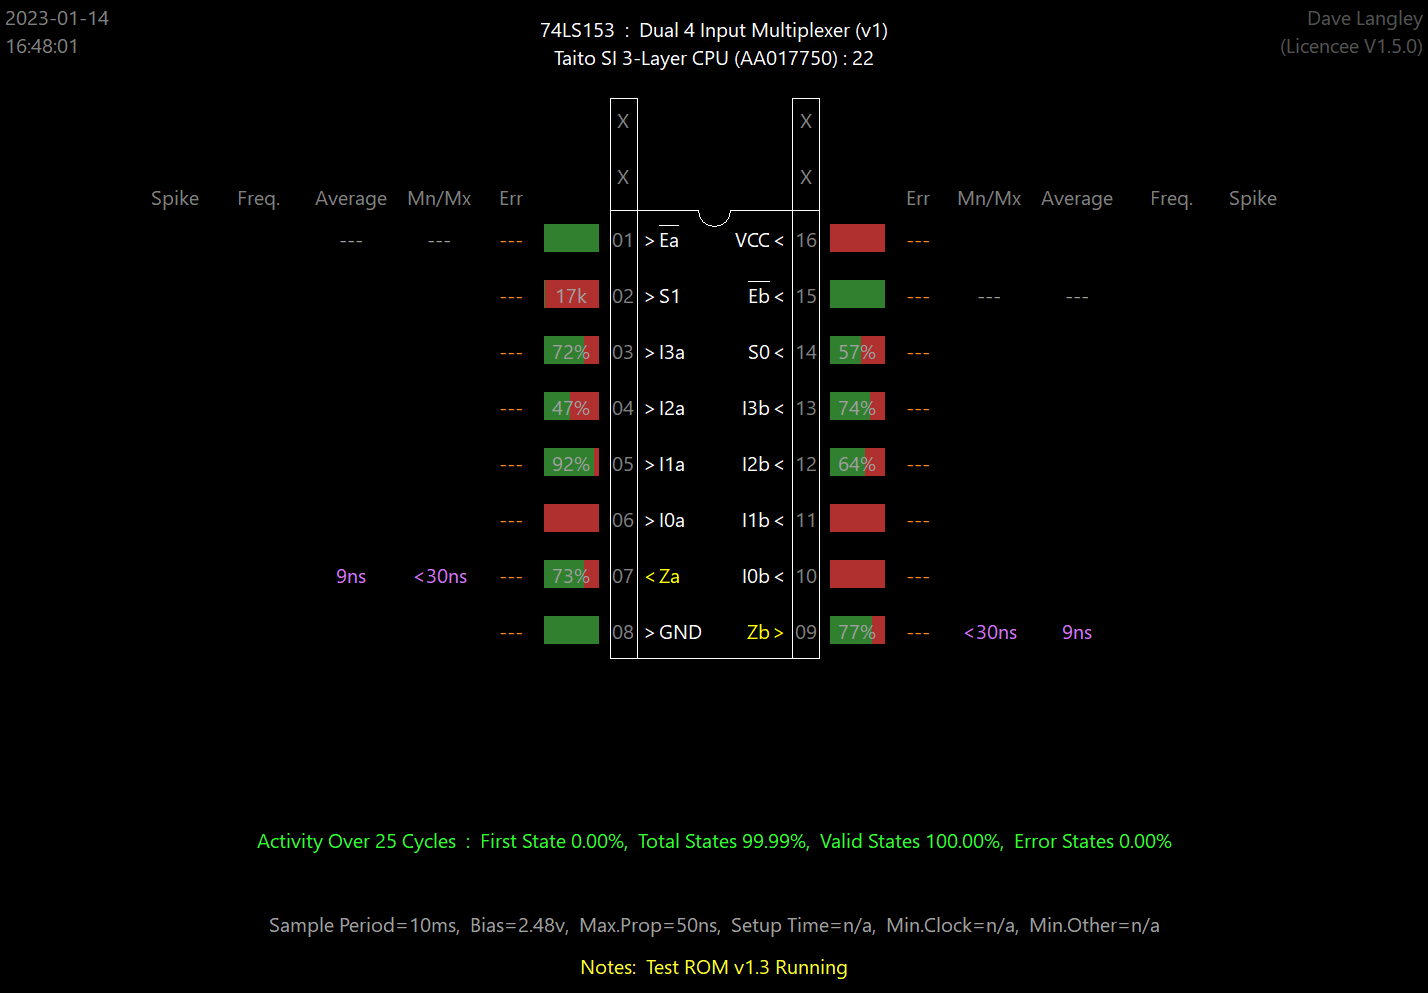 2023-01-14
16:48:01
74LS153 : Dual 4 Input Multiplexer (v1)
Taito SI 3-Layer CPU (AA017750) : 22
Dave Langley
(Licencee V1.5.0)
X X
X X
Spike Freq. Average Mn/Mx Err Err Mn/Mx Average Freq. Spike
--- --- --- 01 > Ea VCC < 16 ---
--- 17k 02 > S1 Eb < 15 --- --- ---
--- 72% 03 > I3a S0 < 14 57% ---
--- 47% 04 > I2a I3b < 13 74% ---
--- 92% 05 > I1a I2b < 12 64% ---
--- 06 > I0a I1b < 11 ---
9ns <30ns --- 73% 07 < Za I0b < 10 ---
--- 08 > GND Zb > 09 77% --- <30ns 9ns
Activity Over 25 Cycles : First State 0.00%, Total States 99.99%, Valid States 100.00%, Error States 0.00%
Sample Period=10ms, Bias=2.48v, Max.Prop=50ns, Setup Time=n/a, Min.Clock=n/a, Min.Other=n/a
Notes: Test ROM v1.3 Running